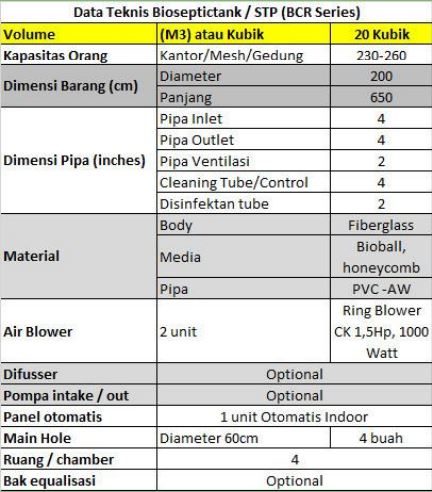 Data Teknis Bioseptictank / STP (BCR Series)
Volume (M3) atau Kubik 20 Kubik
Kapasitas Orang Kantor/Mesh/Gedung 230-260
Dimensi Barang (cm) Diameter 200
Panjang 650
Dimensi Pipa (inches) Pipa Inlet 4
Pipa Outlet 4
Pipa Ventilasi 2
Cleaning Tube/Control 4
Disinfektan tube 2
Material Body Fiberglass
Media Bioball,
honeycomb
Pipa PVC -AW
Air Blower 2 unit Ring Blower
CK 1,5Hp, 1000
Watt
Difusser Optional
Pompa intake / out Optional
Panel otomatis 1 unit Otomatis Indoor
Main Hole Diameter 60cm 4 buah
Ruang / chamber 4
Bak equalisasi Optional